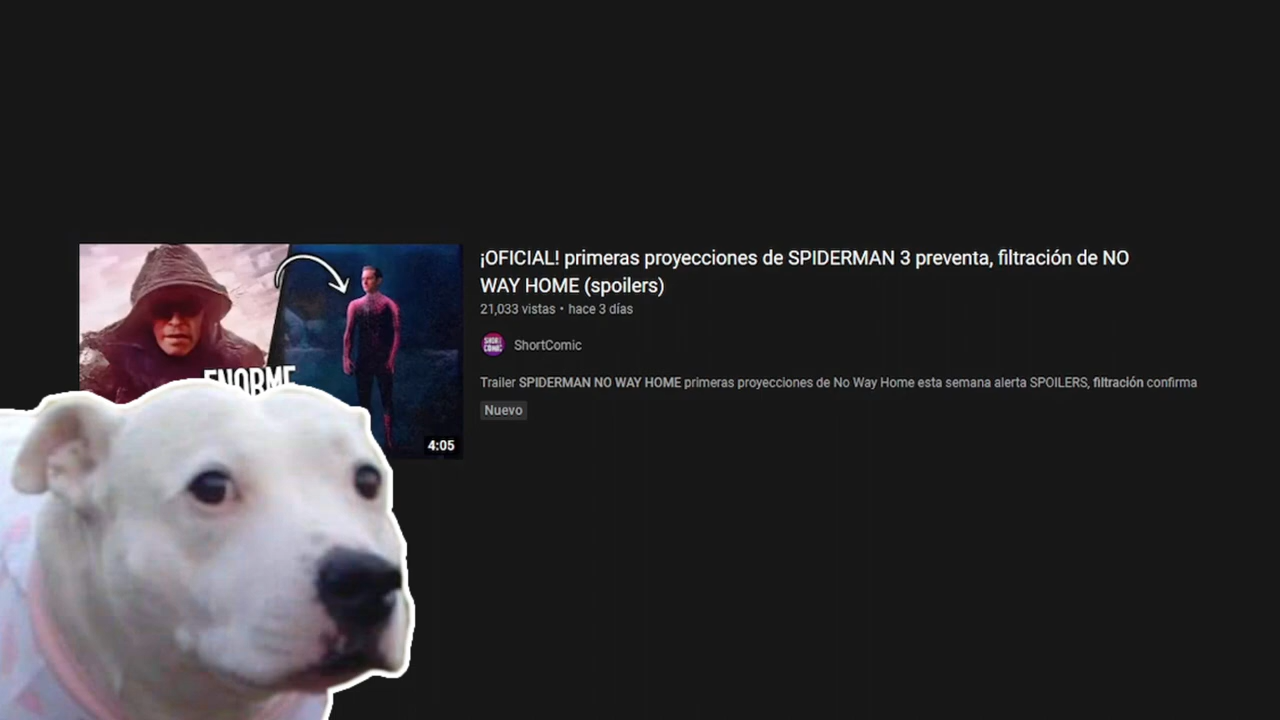 ¡OFICIAL! primeras proyecciones de SPIDERMAN 3 preventa, filtración de NO
WAY HOME (spoilers)
21,033 vistas • hace 3 días
SHORT
COMIC
ShortComic
ENORME
Trailer SPIDERMAN NO WAY HOME primeras proyecciones de No Way Home esta semana alerta SPOILERS, filtración confirma
Nuevo
4:05